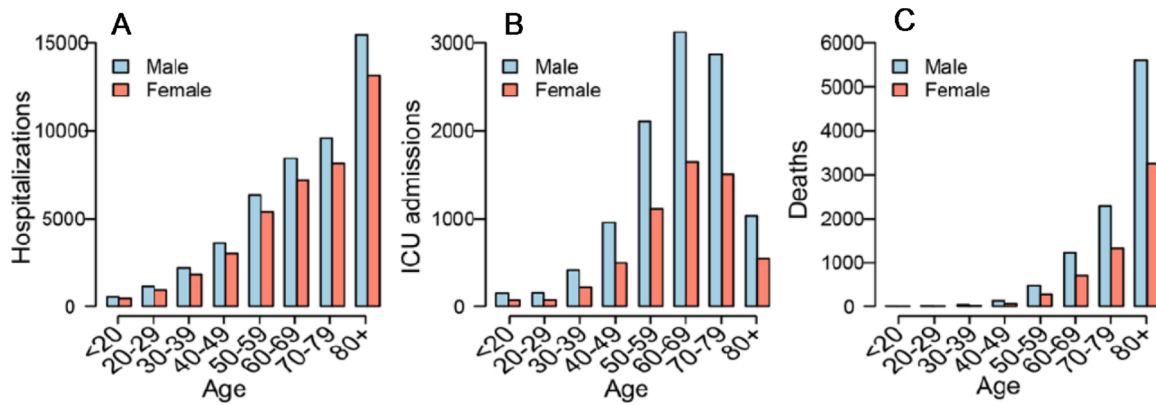 A
Hospitalizations
15000
10000
5000
0
Male
Female
<20
20-29
30-39
40-49
50-59
60-69
70-79
80+
Age
B
ICU admissions
3000
2000
1000
0
Male
Female
<20
20-29
30-39
40-49
50-59
60-69
70-79
80+
Age
C
Deaths
6000
5000
4000
3000
2000
1000
0
Male
Female
<20
20-29
30-39
40-49
50-59
60-69
70-79
80+
Age